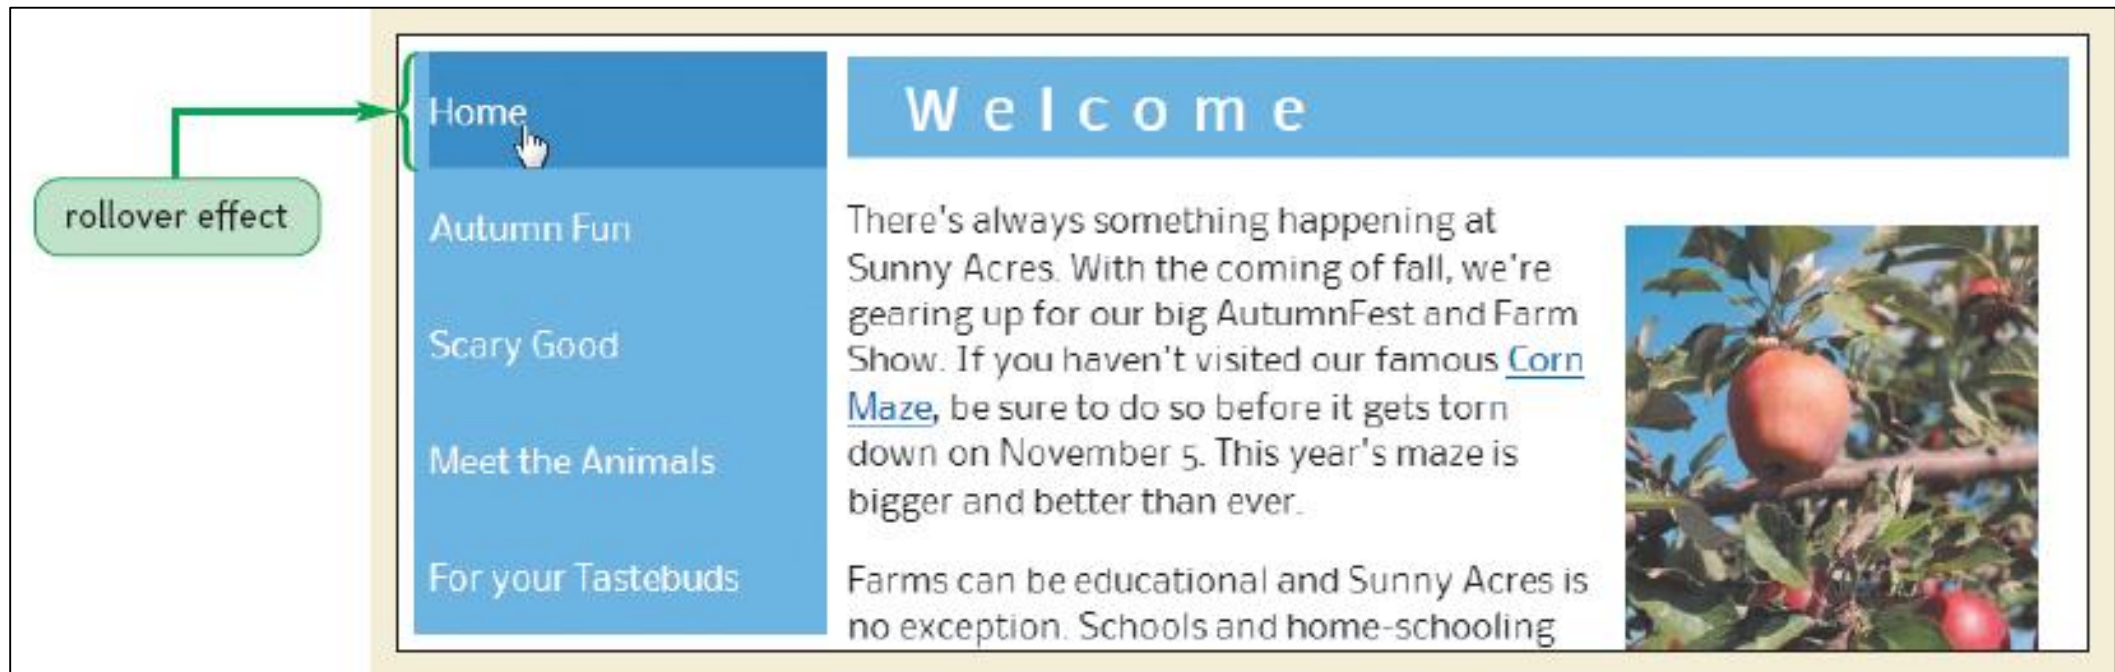 rollover effect
Home
Autumn Fun
Scary Good
Meet the Animals
For your Tastebuds
Welcome
There's always something happening at
Sunny Acres. With the coming of fall, we're
gearing up for our big AutumnFest and Farm
Show. If you haven't visited our famous Corn
Maze, be sure to do so before it gets torn
down on November 5. This year's maze is
bigger and better than ever.
Farms can be educational and Sunny Acres is
no exception. Schools and home-schooling